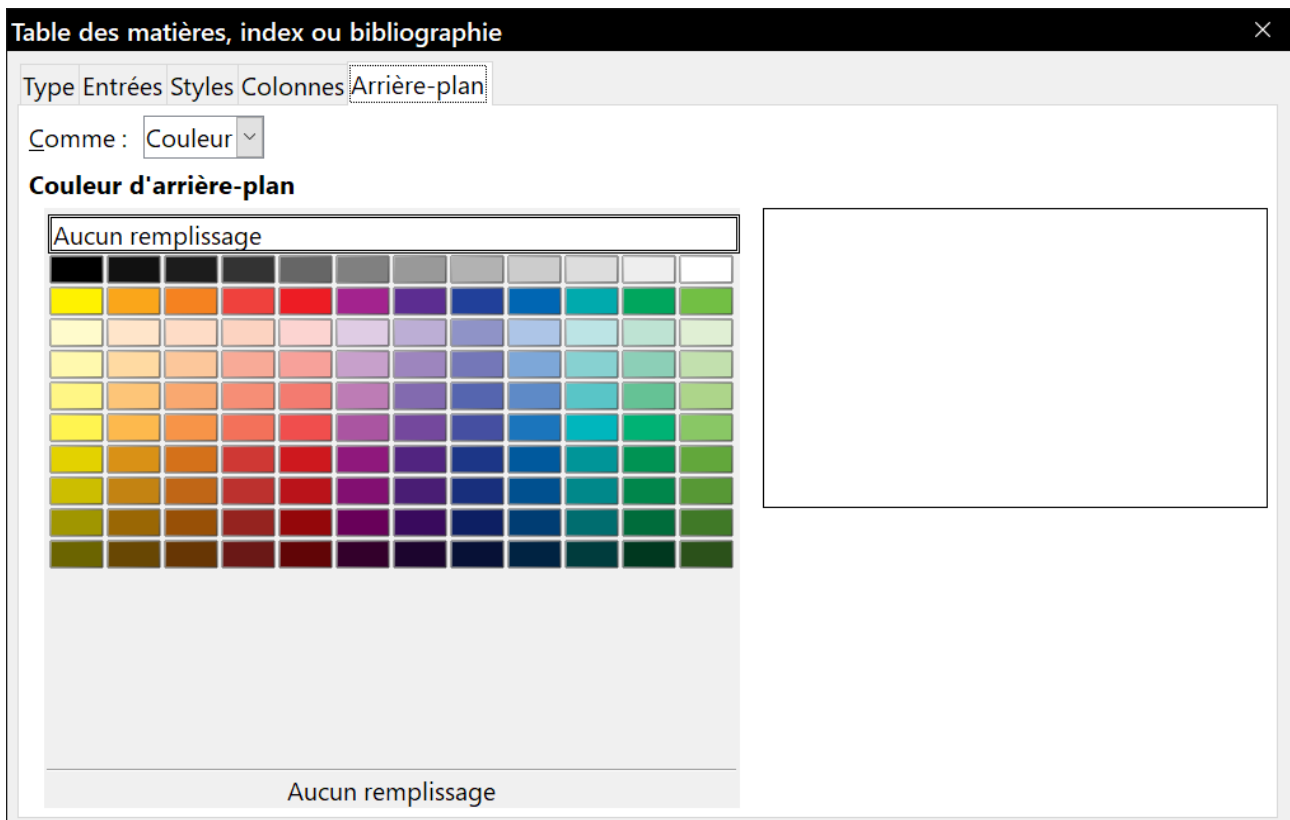 Table des matières, index ou bibliographie
Type Entrées Styles Colonnes Arrière-plan
Comme : Couleur
Couleur d'arrière-plan
Aucun remplissage
Aucun remplissage